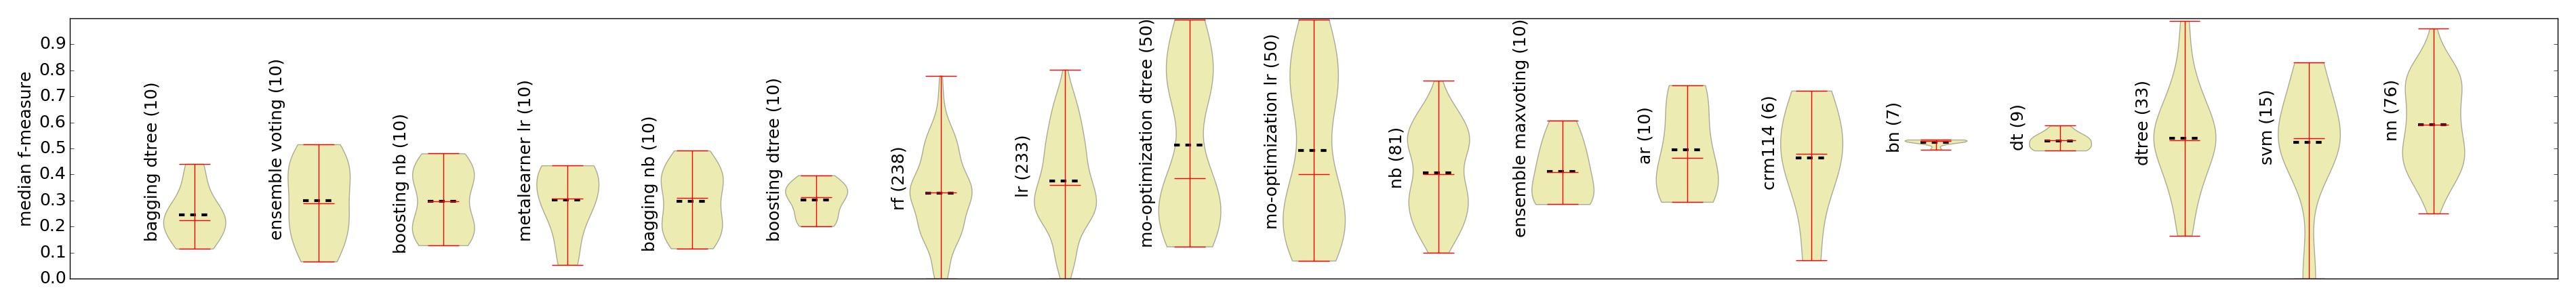 median f-measure
0.9
0.8
0.7
0.6
0.5
0.4
0.3
0.2
0.1
0.0
bagging dtree (10)
ensemble voting (10)
boosting nb (10)
metalearner lr (10)
bagging nb (10)
boosting dtree (10)
rf (238)
lr (233)
mo-optimization dtree (50)
mo-optimization lr (50)
nb (81)
ensemble maxvoting (10)
ar (10)
crm114 (6)
bn (7)
dt (9)
dtree (33)
svm (15)
nn (76)